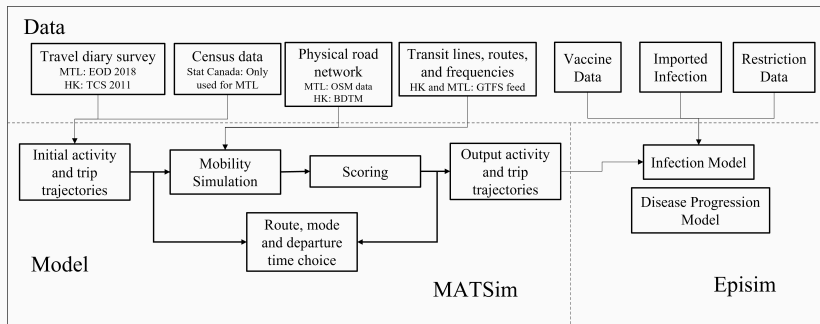 Data
Travel diary survey
MTL: EOD 2018
HK: TCS 2011
Census data
Stat Canada: Only
used for MTL
Physical road
network
MTL: OSM data
HK: BDTM
Transit lines, routes,
and frequencies
HK and MTL: GTFS feed
Vaccine
Data
Imported
Infection
Restriction
Data
Initial activity
and trip
trajectories
Mobility
Simulation
Scoring
Output activity
and trip
trajectories
Infection Model
Disease Progression
Model
Route, mode
and departure
time choice
Model
MATSim
Episim